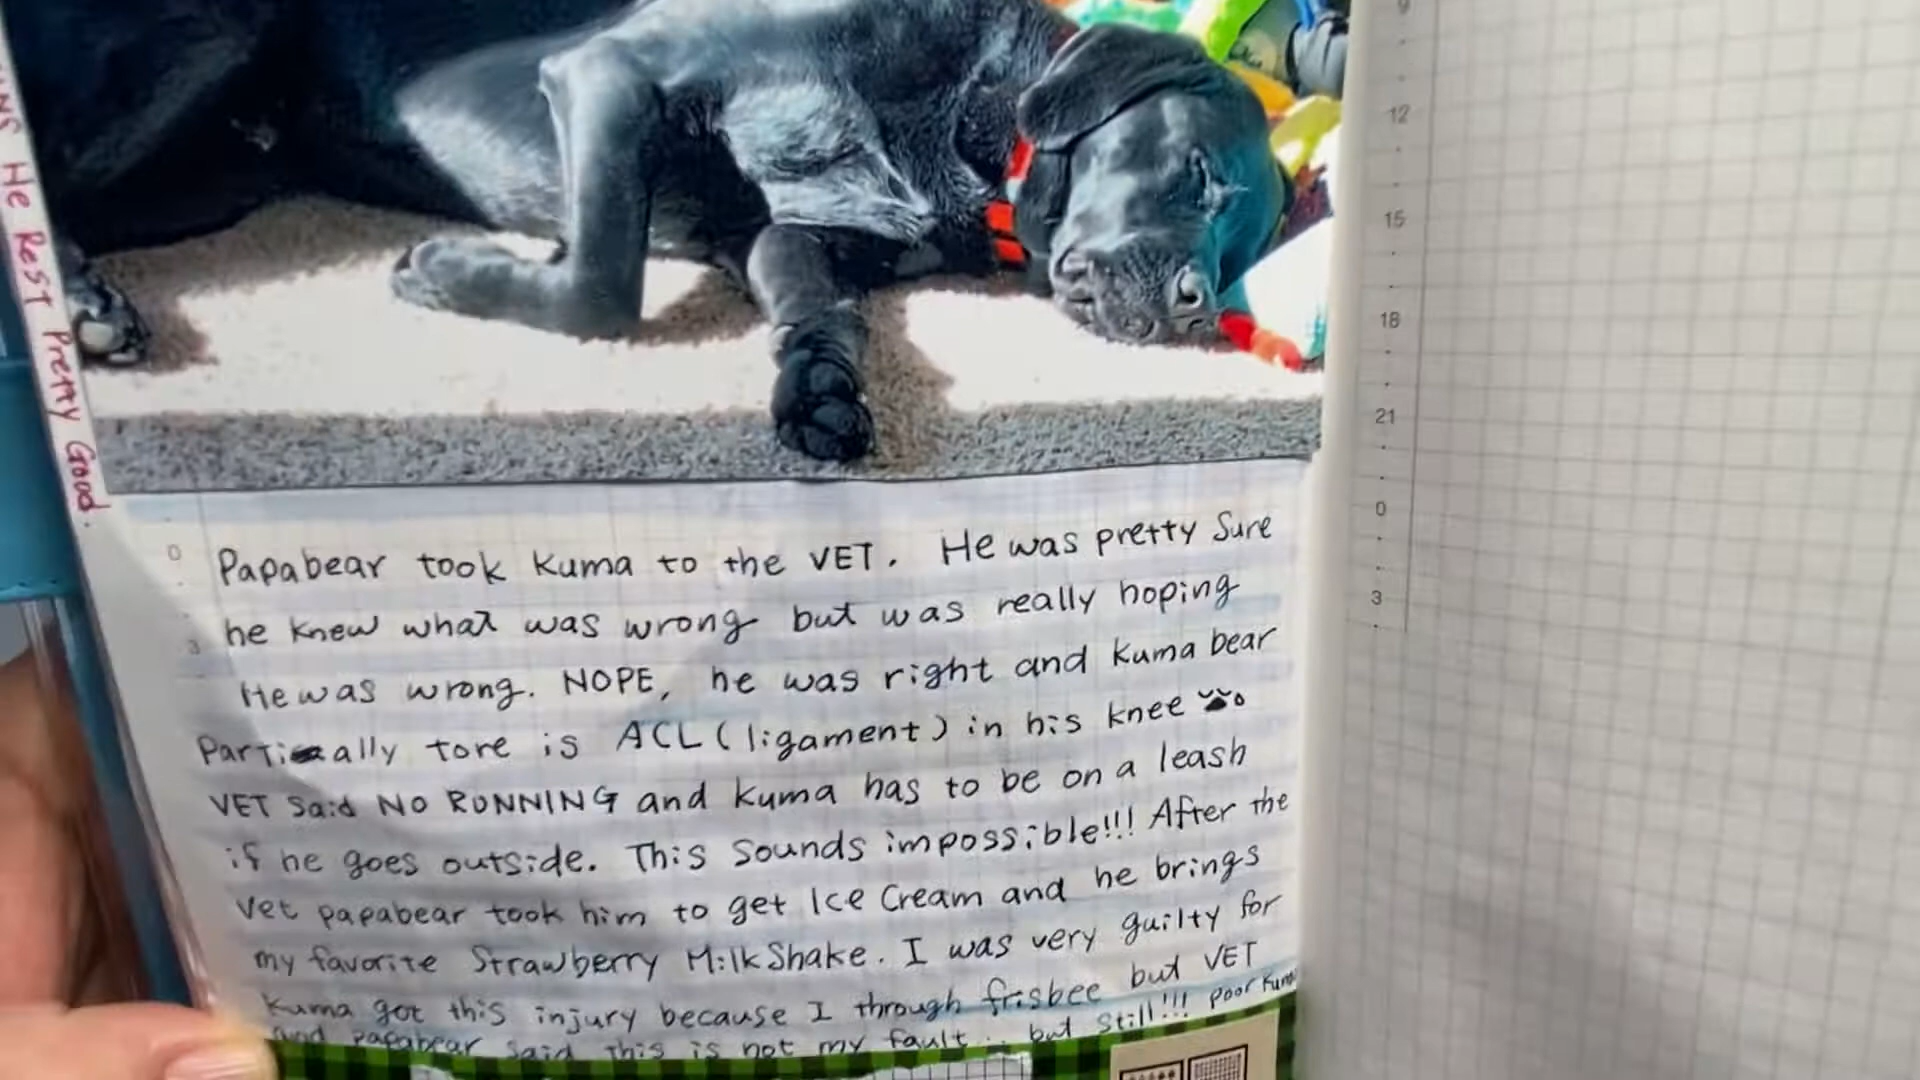 He Rest Pretty Good.
Papabear took Kuma to the VET. He was pretty Sure
he knew what was wrong but was really hoping
He was wrong. NOPE, he was right and Kuma bear
Partially tore is ACL (ligament) in his knee
VET Said NO RUNNING and Kuma has to be on a leash
if he goes outside. This Sounds impossible!!! After the
vet papabear took him to get Ice Cream and he brings
my favorite Strawberry MilkShake. I was very guilty for
Kuma got this injury because I through frisbee but VET
and papabear said this is not my fault.. but still!!! poor Kuma
0
3
9
12
15
18
21
0
3